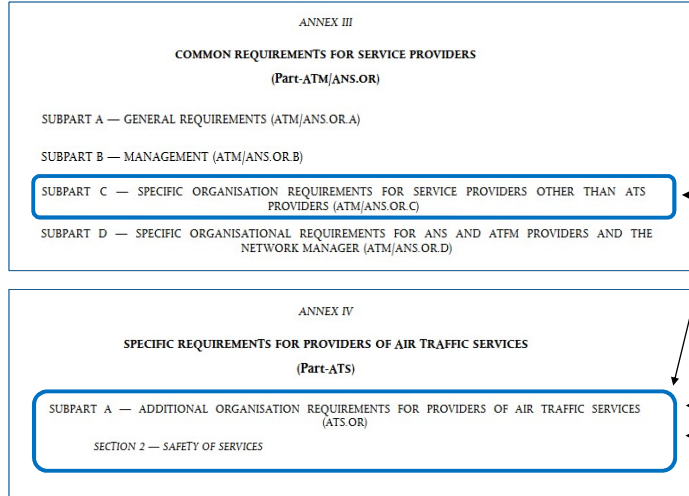 ANNEX III
COMMON REQUIREMENTS FOR SERVICE PROVIDERS
(Part-ATM/ANS.OR)
SUBPART A — GENERAL REQUIREMENTS (ATM/ANS.OR.A)
SUBPART B — MANAGEMENT (ATM/ANS.OR.B)
SUBPART C — SPECIFIC ORGANISATION REQUIREMENTS FOR SERVICE PROVIDERS OTHER THAN ATS
PROVIDERS (ATM/ANS.OR.C)
SUBPART D — SPECIFIC ORGANISATIONAL REQUIREMENTS FOR ANS AND ATFM PROVIDERS AND THE
NETWORK MANAGER (ATM/ANS.OR.D)
ANNEX IV
SPECIFIC REQUIREMENTS FOR PROVIDERS OF AIR TRAFFIC SERVICES
(Part-ATS)
SUBPART A — ADDITIONAL ORGANISATION REQUIREMENTS FOR PROVIDERS OF AIR TRAFFIC SERVICES
(ATS.OR)
SECTION 2 — SAFETY OF SERVICES